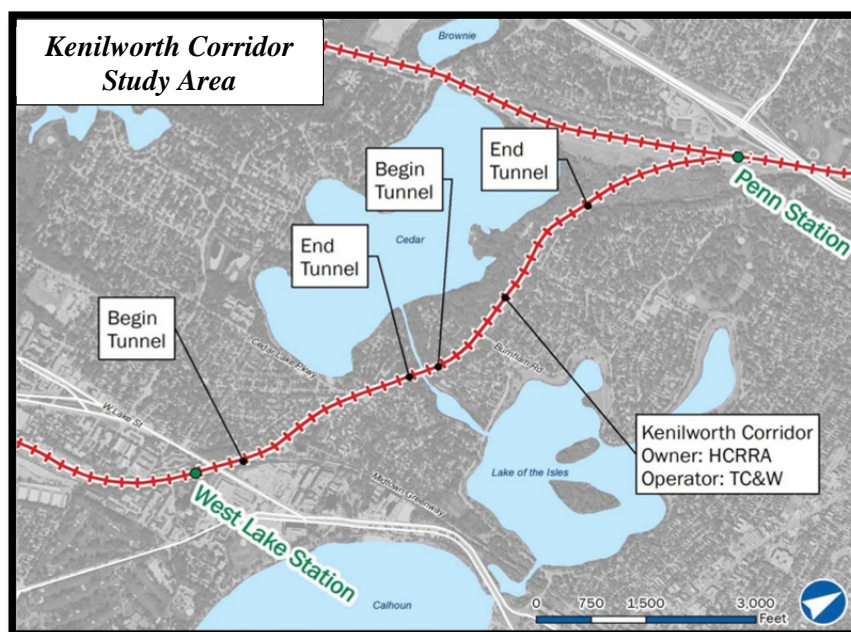 Kenilworth Corridor
Study Area
Brownie
Begin
Tunnel
End
Tunnel
Penn Station
End
Tunnel
Cedar
Begin
Tunnel
Cedar Lake Pkwy
Burnham Rd
W Lake St
Kenilworth Corridor
Owner: HCRRA
Operator: TC&W
Lake of the Isles
Midtown Greenway
West Lake Station
Calhoun
0 750 1,500 3,000
Feet